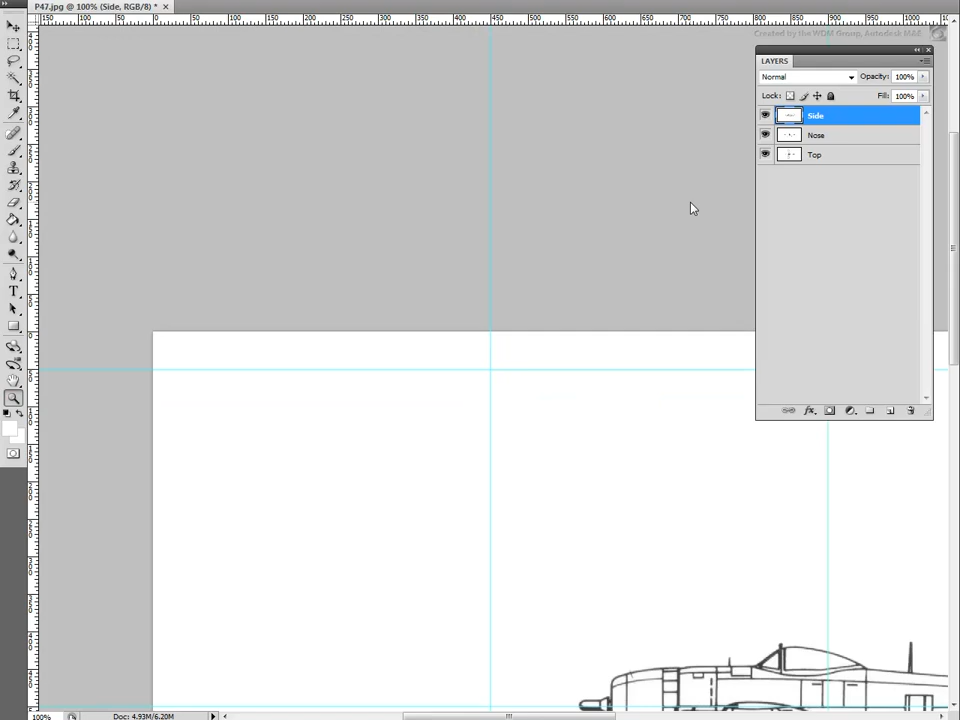 P47.jpg @ 100% (Side, RGB/8) *
150 100 50 0 50 100 150 200 250 300 350 400 450 500 550 600 650 700 750 800 850 900 950 1000
Created by the WDM Group, Autodesk MAE
LAYERS
Normal Opacity: 100%
Lock: Fill: 100%
Side
Nose
Top
100% Doc: 4.93M/6.20M